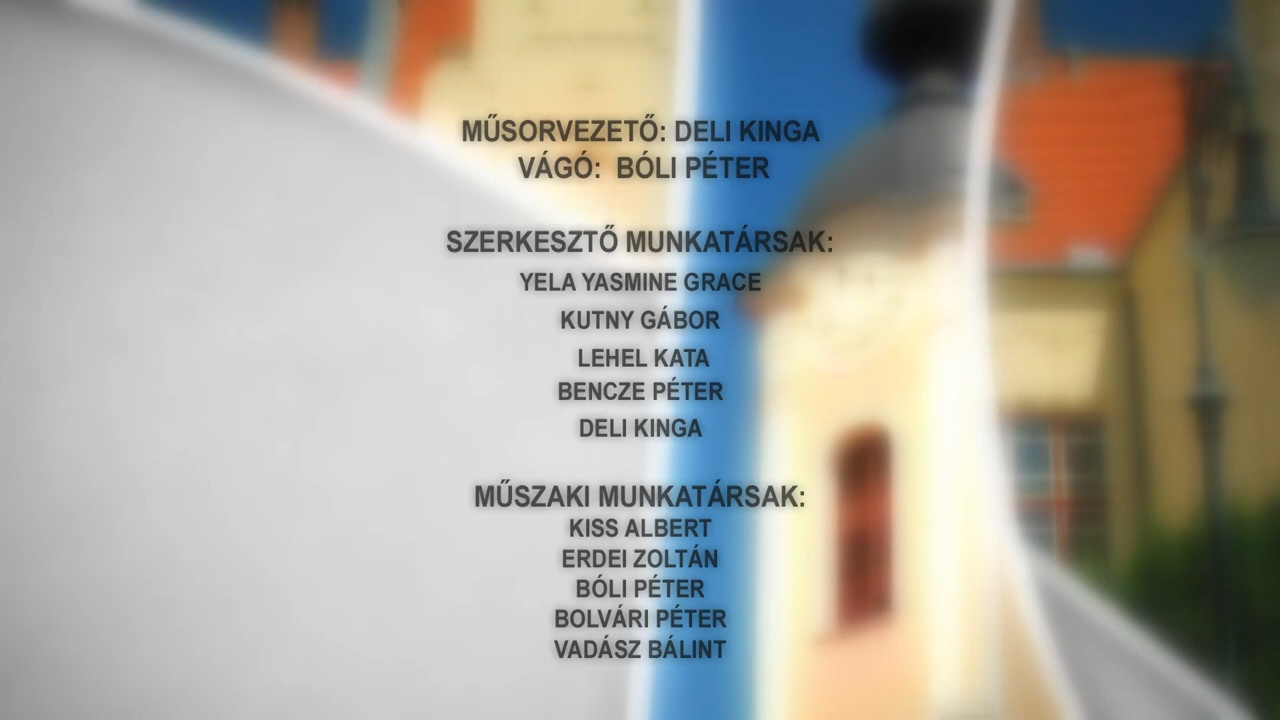 MŰSORVEZETŐ: DELI KINGA
VÁGÓ: BÓLI PÉTER
SZERKESZTŐ MUNKATÁRSAK:
YELA YASMINE GRACE
KUTNY GÁBOR
LEHEL KATA
BENCZE PÉTER
DELI KINGA
MŰSZAKI MUNKATÁRSAK:
KISS ALBERT
ERDEI ZOLTÁN
BÓLI PÉTER
BOLVÁRI PÉTER
VADÁSZ BÁLINT